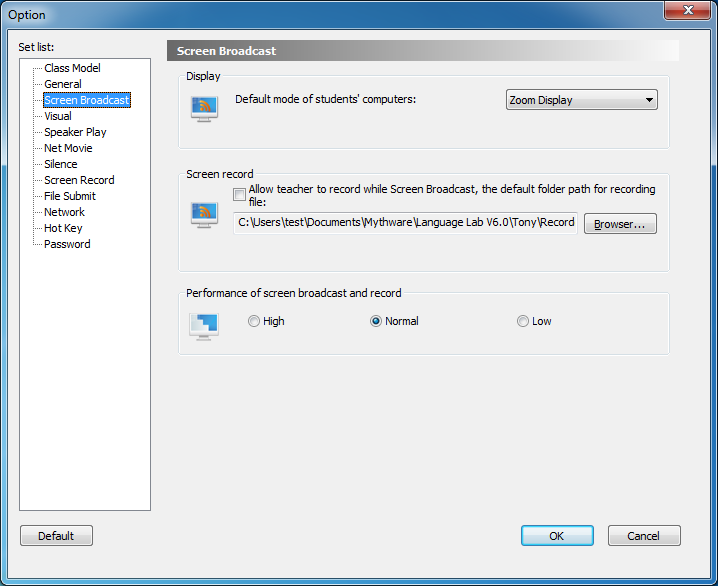 Option
Set list:
Class Model
General
Screen Broadcast
Visual
Speaker Play
Net Movie
Silence
Screen Record
File Submit
Network
Hot Key
Password
Screen Broadcast
Display
Default mode of students' computers:
Zoom Display
Screen record
Allow teacher to record while Screen Broadcast, the default folder path for recording
file:
C:\Users\test\Documents\Mythware\Language Lab V6.0\Tony\Record
Browser...
Performance of screen broadcast and record
High
Normal
Low
Default
OK
Cancel